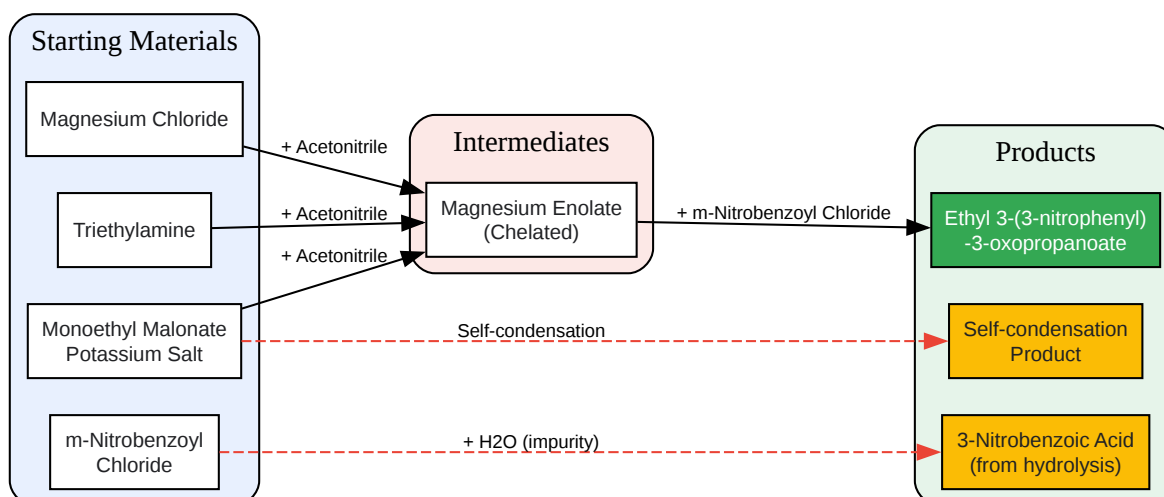 Starting Materials
Magnesium Chloride
Triethylamine
Monoethyl Malonate
Potassium Salt
m-Nitrobenzoyl
Chloride
+ Acetonitrile
+ Acetonitrile
+ Acetonitrile
Intermediates
Magnesium Enolate
(Chelated)
+ m-Nitrobenzoyl Chloride
Self-condensation
+ H2O (impurity)
Products
Ethyl 3-(3-nitrophenyl)
-3-oxopropanoate
Self-condensation
Product
3-Nitrobenzoic Acid
(from hydrolysis)